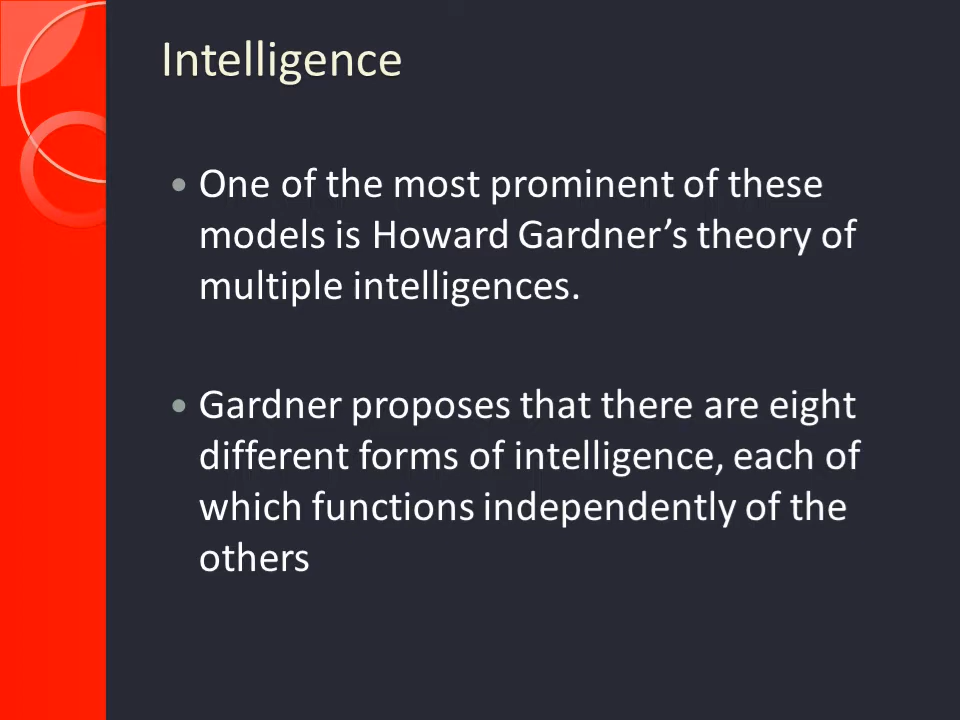 Intelligence
• One of the most prominent of these
models is Howard Gardner’s theory of
multiple intelligences.
• Gardner proposes that there are eight
different forms of intelligence, each of
which functions independently of the
others